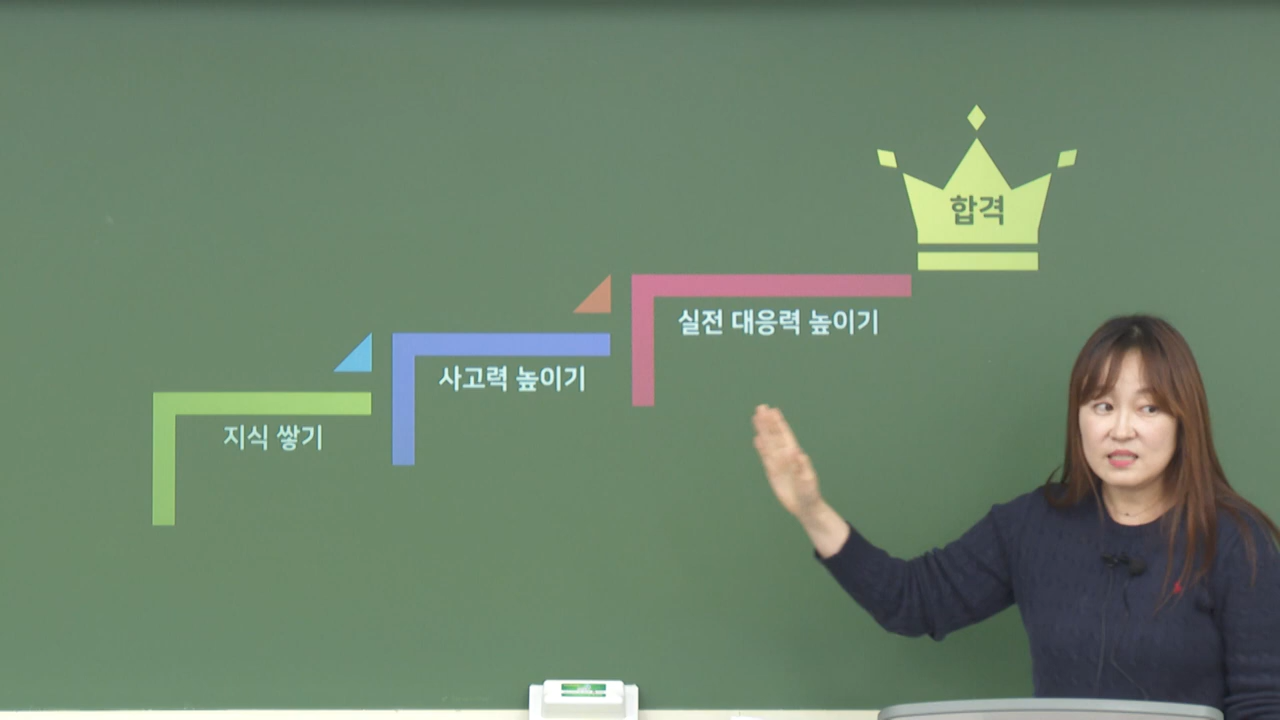 합격
실전 대응력 높이기
사고력 높이기
지식 쌓기